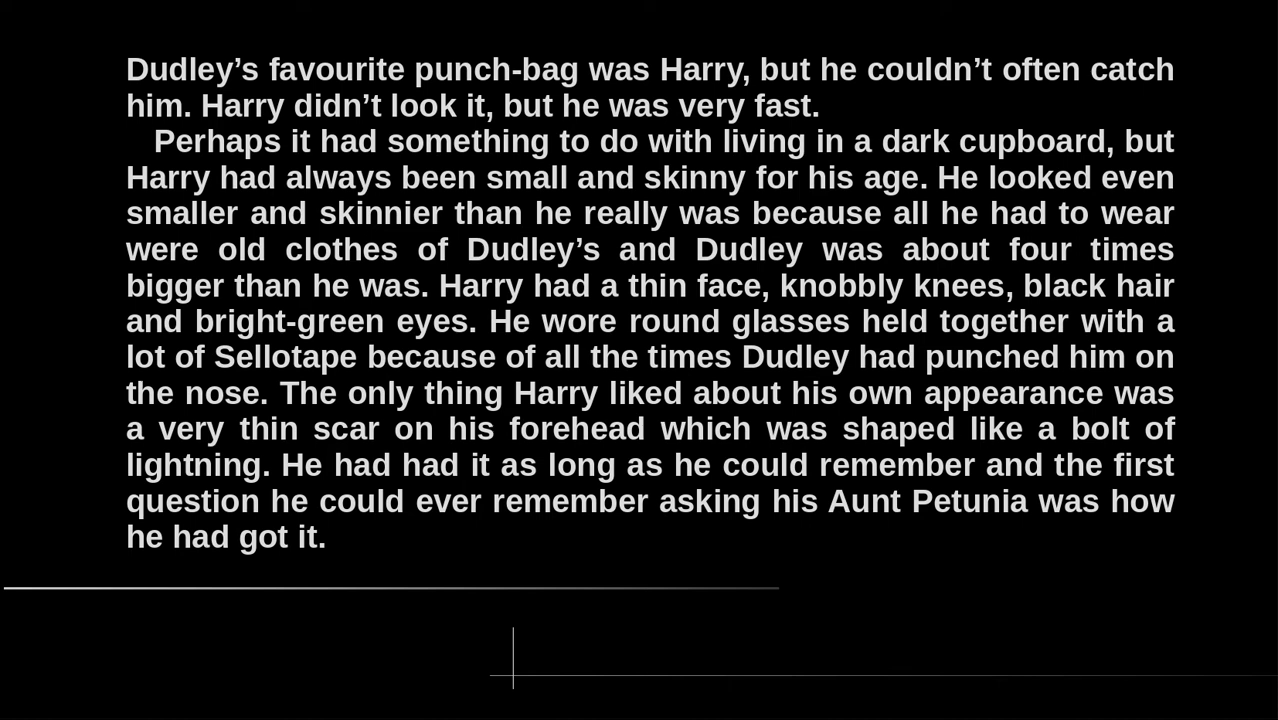 Dudley’s favourite punch-bag was Harry, but he couldn’t often catch
him. Harry didn’t look it, but he was very fast.
Perhaps it had something to do with living in a dark cupboard, but
Harry had always been small and skinny for his age. He looked even
smaller and skinnier than he really was because all he had to wear
were old clothes of Dudley’s and Dudley was about four times
bigger than he was. Harry had a thin face, knobbly knees, black hair
and bright-green eyes. He wore round glasses held together with a
lot of Sellotape because of all the times Dudley had punched him on
the nose. The only thing Harry liked about his own appearance was
a very thin scar on his forehead which was shaped like a bolt of
lightning. He had had it as long as he could remember and the first
question he could ever remember asking his Aunt Petunia was how
he had got it.